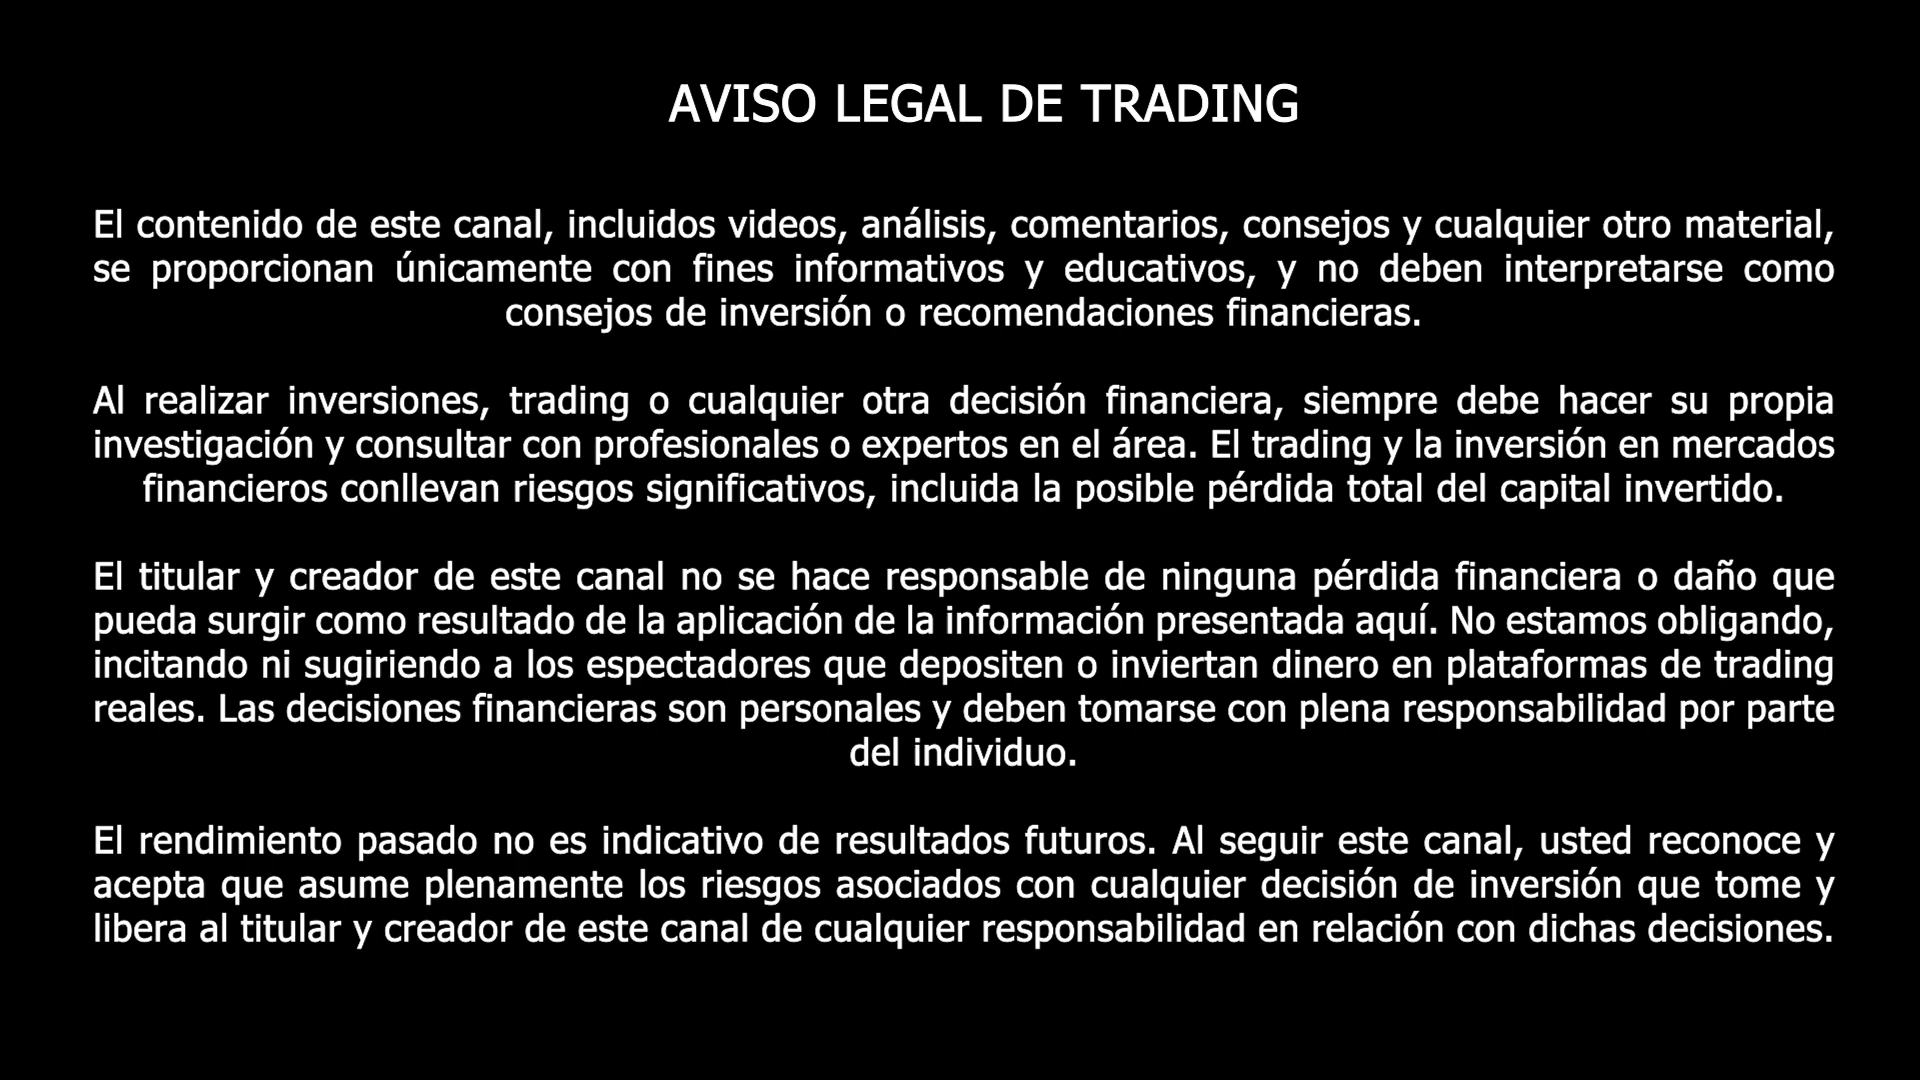 AVISO LEGAL DE TRADING
El contenido de este canal, incluidos videos, análisis, comentarios, consejos y cualquier otro material,
se proporcionan únicamente con fines informativos y educativos, y no deben interpretarse como
consejos de inversión o recomendaciones financieras.
Al realizar inversiones, trading o cualquier otra decisión financiera, siempre debe hacer su propia
investigación y consultar con profesionales o expertos en el área. El trading y la inversión en mercados
financieros conllevan riesgos significativos, incluida la posible pérdida total del capital invertido.
El titular y creador de este canal no se hace responsable de ninguna pérdida financiera o daño que
pueda surgir como resultado de la aplicación de la información presentada aquí. No estamos obligando,
incitando ni sugiriendo a los espectadores que depositen o inviertan dinero en plataformas de trading
reales. Las decisiones financieras son personales y deben tomarse con plena responsabilidad por parte
del individuo.
El rendimiento pasado no es indicativo de resultados futuros. Al seguir este canal, usted reconoce y
acepta que asume plenamente los riesgos asociados con cualquier decisión de inversión que tome y
libera al titular y creador de este canal de cualquier responsabilidad en relación con dichas decisiones.